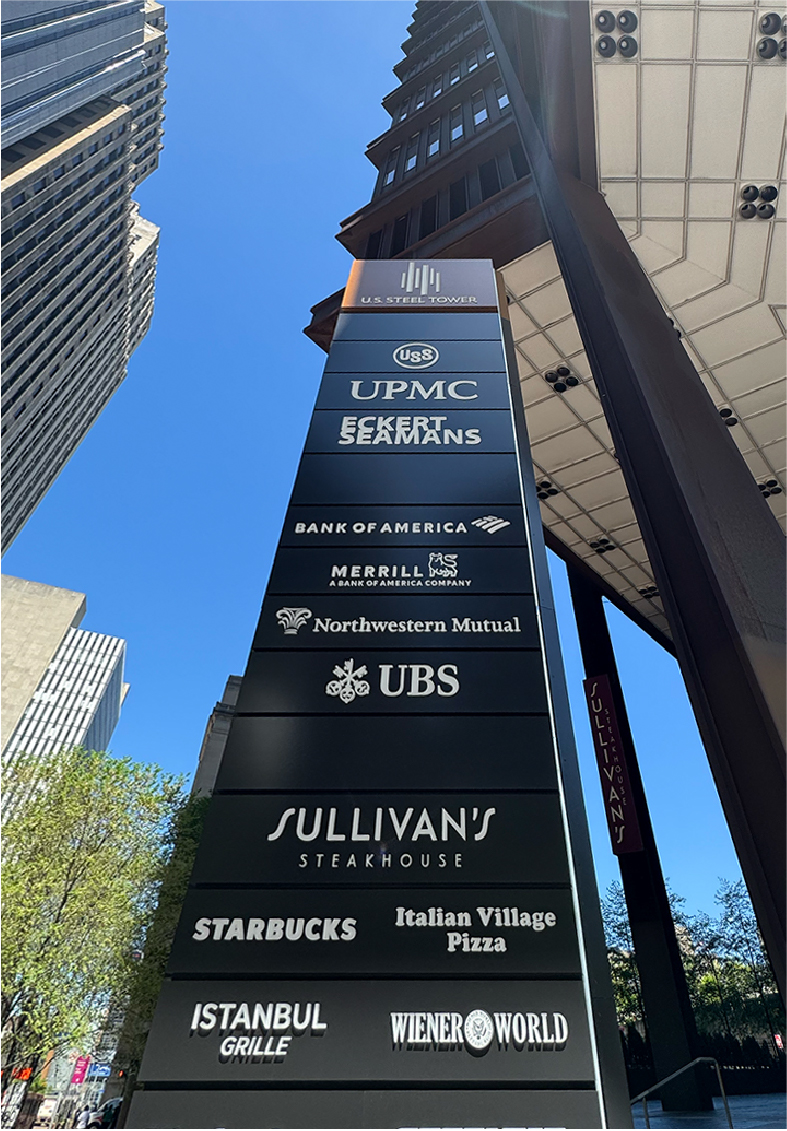 U.S. STEEL TOWER
USS
UPMC
ECKERT
SEAMANS
BANK OF AMERICA
MERRILL
A BANK OF AMERICA COMPANY
Northwestern Mutual
UBS
SULLIVAN'S
STEAKHOUSE
SULLIVAN'S
STEAKHOUSE
STARBUCKS
Italian Village
Pizza
ISTANBUL
GRILLE
WIENER WORLD